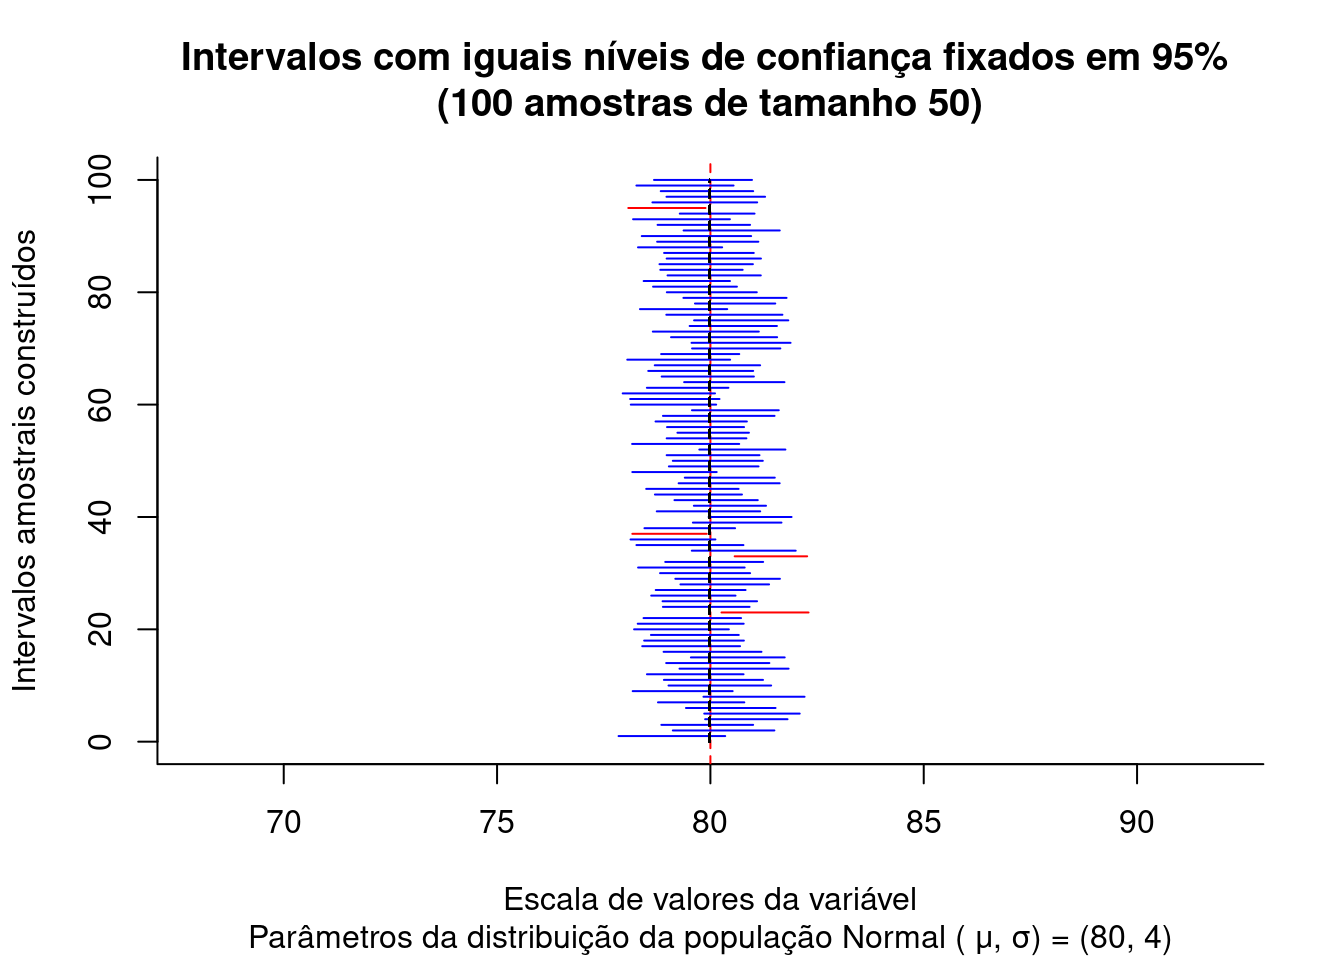 Intervalos com iguais níveis de confiança fixados em 95%
(100 amostras de tamanho 50)
Intervalos amostrais construídos
100
80
60
40
20
0
70 75 80 85 90
Escala de valores da variável
Parâmetros da distribuição da população Normal ( μ, σ) = (80, 4)